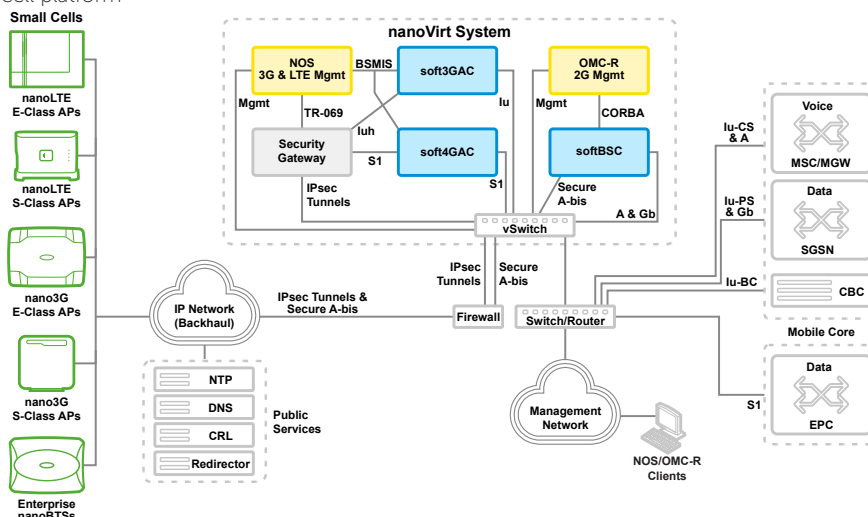 cell platform
Small Cells
nanoLTE
E-Class APs
nanoLTE
S-Class APs
nano3G
E-Class APs
nano3G
S-Class APs
Enterprise
nanoBTSs
nanoVirt System
NOS
3G & LTE Mgmt
BSMIS
soft3GAC
OMC-R
2G Mgmt
Mgmt
TR-069
Iuh
Iu
Mgmt
CORBA
Security
Gateway
S1
soft4GAC
softBSC
IPsec
Tunnels
S1
Secure
A-bis
A & Gb
vSwitch
IPsec
Tunnels
Secure
A-bis
IP Network
(Backhaul)
IPsec Tunnels &
Secure A-bis
Firewall
Switch/Router
NTP
DNS
CRL
Redirector
Public
Services
Management
Network
NOS/OMC-R
Clients
Iu-CS
& A
Iu-PS
& Gb
Iu-BC
S1
Voice
MSC/MGW
Data
SGSN
CBC
Mobile Core
Data
EPC